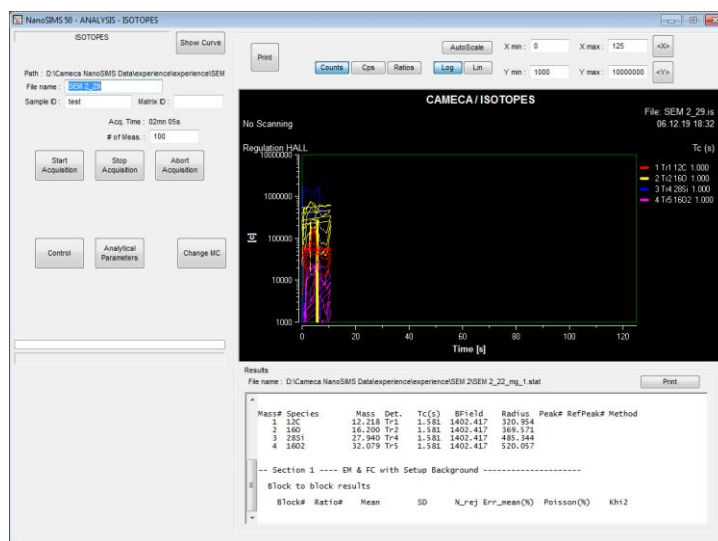 NanoSIMS 50 - ANALYSIS - ISOTOPES
ISOTOPES
Show Curve
Path : D:\Cameca NanoSIMS Data\experience\experience\SEM
File name : SEM 2_29
Sample ID : test Matrix ID :
Acq. Time : 02mn 05s
# of Meas. : 100
Start Acquisition
Stop Acquisition
Abort Acquisition
Control
Analytical Parameters
Change MC
Print
AutoScale
Counts Cps Ratios Log Lin
X min : 0 X max : 125 <X>
Y min : 1000 Y max : 10000000 <Y>
CAMECA / ISOTOPES
File: SEM 2_29.is
No Scanning 06.12.19 18:32
Regulation HALL Tc (s)
1 Tr1 12C 1.000
2 Tr2 16O 1.000
3 Tr4 28Si 1.000
4 Tr5 16O2 1.000
10000000
1000000
100000
10000
1000
[c]
0 20 40 60 80 100 120
Time [s]
Results
File name : D:\Cameca NanoSIMS Data\experience\experience\SEM 2\SEM 2_22_mg_1.stat
Print
Mass# Species Mass Det. Tc(s) BField Radius Peak# RefPeak# Method
1 12C 12.218 Tr1 1.581 1402.417 320.954
2 16O 16.200 Tr2 1.581 1402.417 369.571
3 28Si 27.940 Tr4 1.581 1402.417 485.344
4 16O2 32.079 Tr5 1.581 1402.417 520.057
-- Section 1 ---- EM & FC with Setup Background ---------------------
Block to block results
Block# Ratio# Mean SD N_rej Err_mean(%) Poisson(%) Khi2